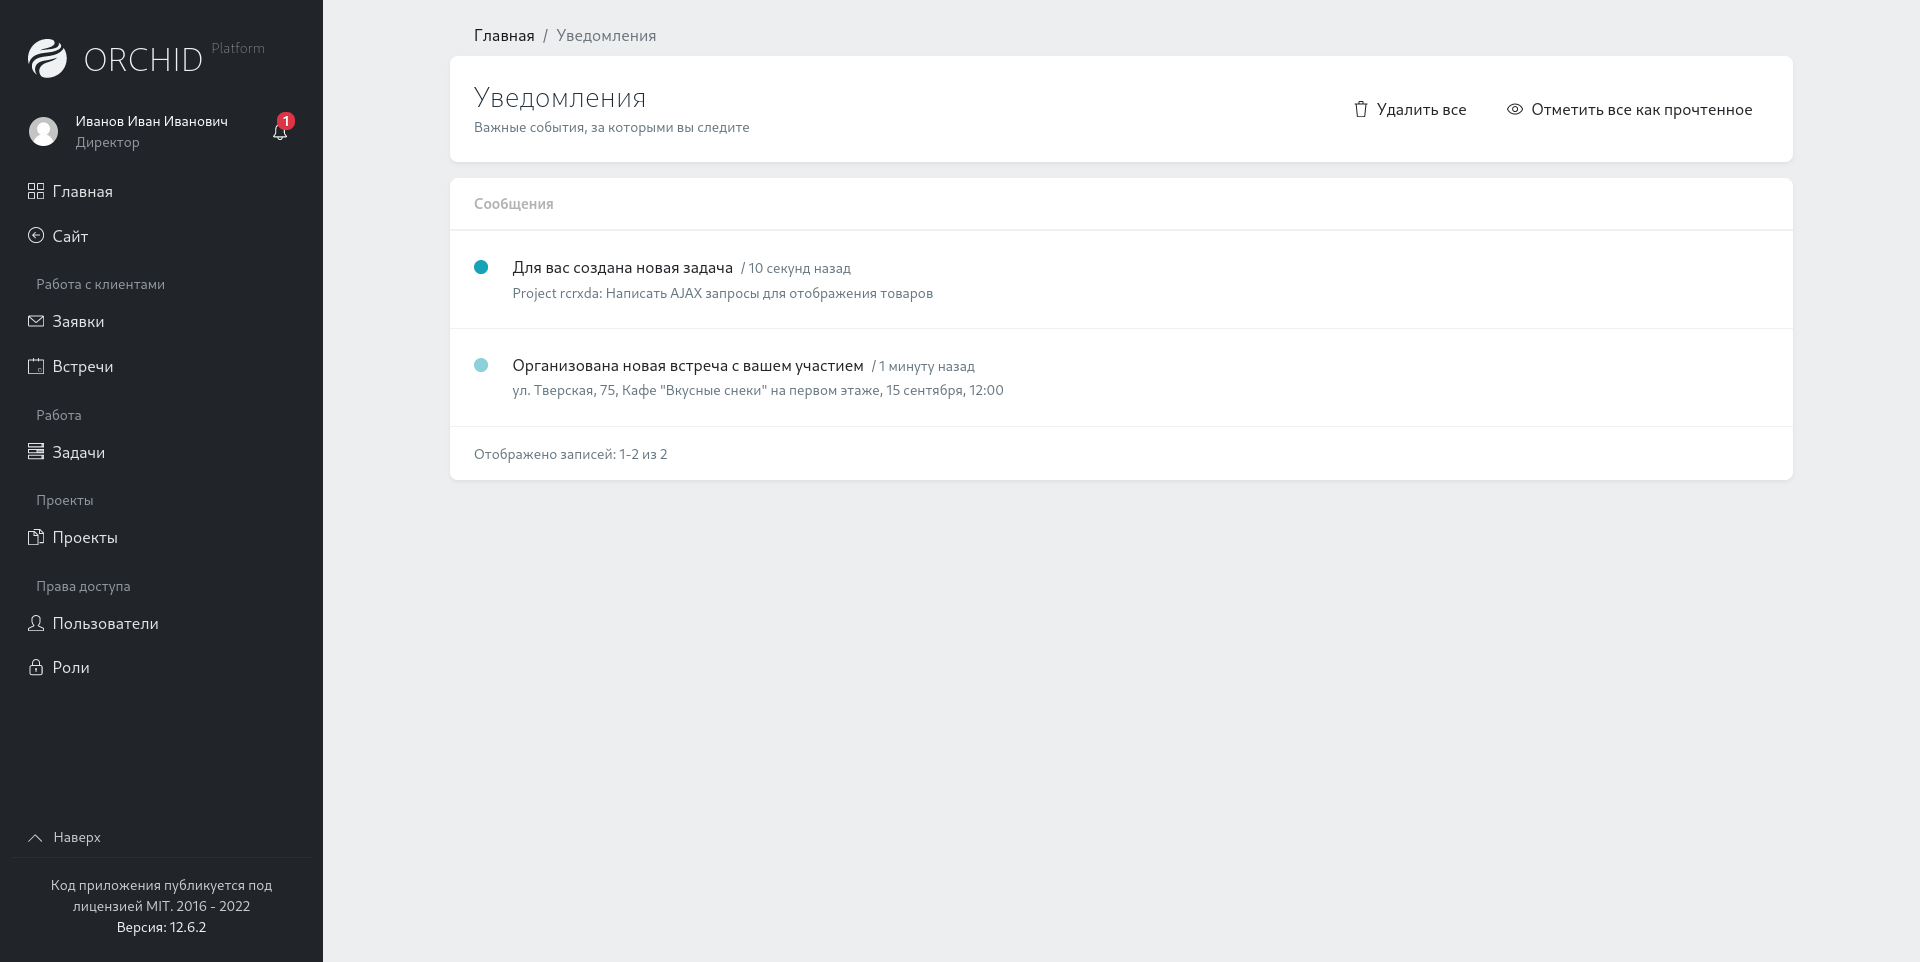 ORCHID Platform
Иванов Иван Иванович
Директор
1
Главная
Сайт
Работа с клиентами
Заявки
Встречи
Работа
Задачи
Проекты
Проекты
Права доступа
Пользователи
Роли
Наверх
Код приложения публикуется под
лицензией MIT. 2016 - 2022
Версия: 12.6.2
Главная / Уведомления
Уведомления
Важные события, за которыми вы следите
Удалить все
Отметить все как прочтенное
Сообщения
Для вас создана новая задача / 10 секунд назад
Project rcrxda: Написать AJAX запросы для отображения товаров
Организована новая встреча с вашем участием / 1 минуту назад
ул. Тверская, 75, Кафе "Вкусные снеки" на первом этаже, 15 сентября, 12:00
Отображено записей: 1-2 из 2